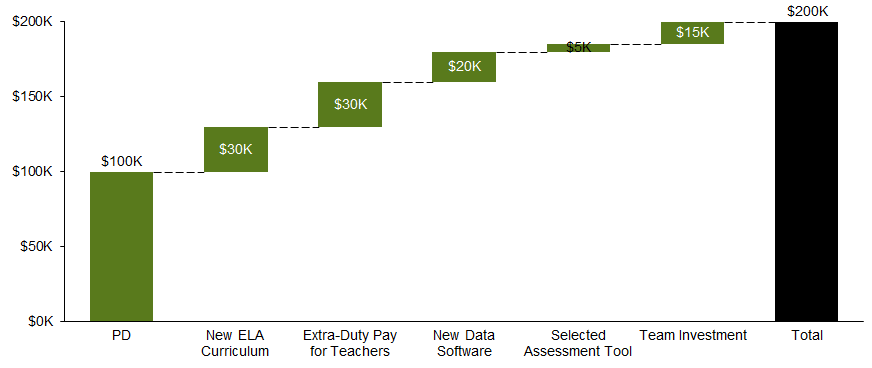 $200K
$200K
$15K
$5K
$20K
$150K
$30K
$30K
$100K
$100K
$50K
$0K
PD
New ELA
Curriculum
Extra-Duty Pay
for Teachers
New Data
Software
Selected
Assessment Tool
Team Investment
Total